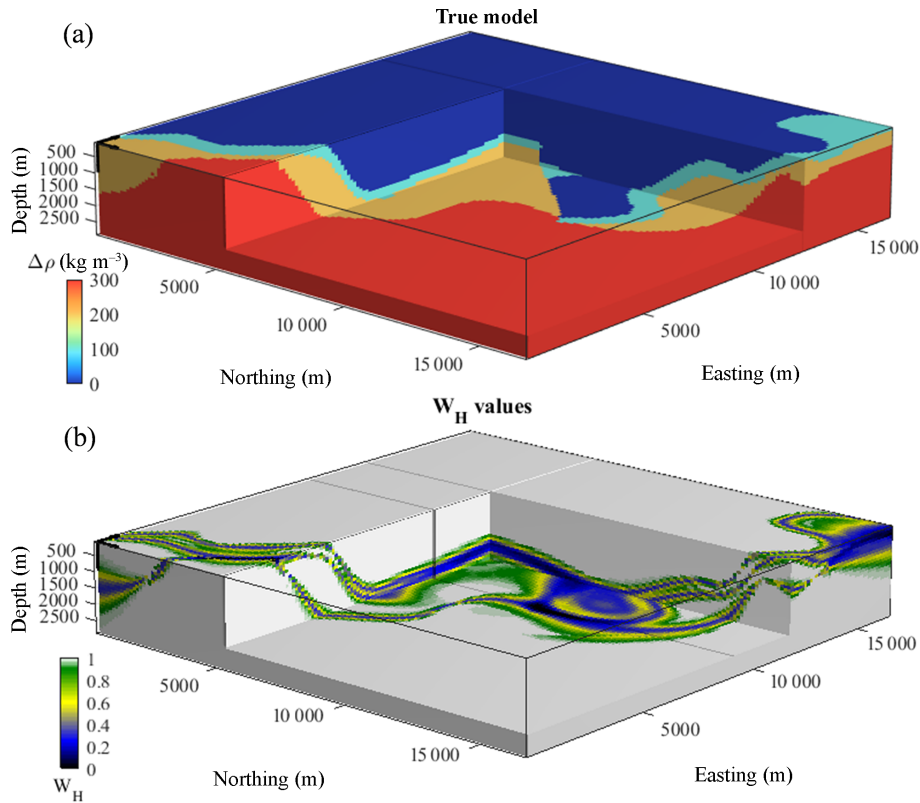 True model
(a)
Depth (m)
500
1000
1500
2000
2500
Δρ (kg m⁻³)
300
200
100
0
5000
10 000
15 000
Northing (m)
5000
10 000
15 000
Easting (m)
W_H values
(b)
Depth (m)
500
1000
1500
2000
2500
1
0.8
0.6
0.4
0.2
0
W_H
5000
10 000
15 000
Northing (m)
5000
10 000
15 000
Easting (m)